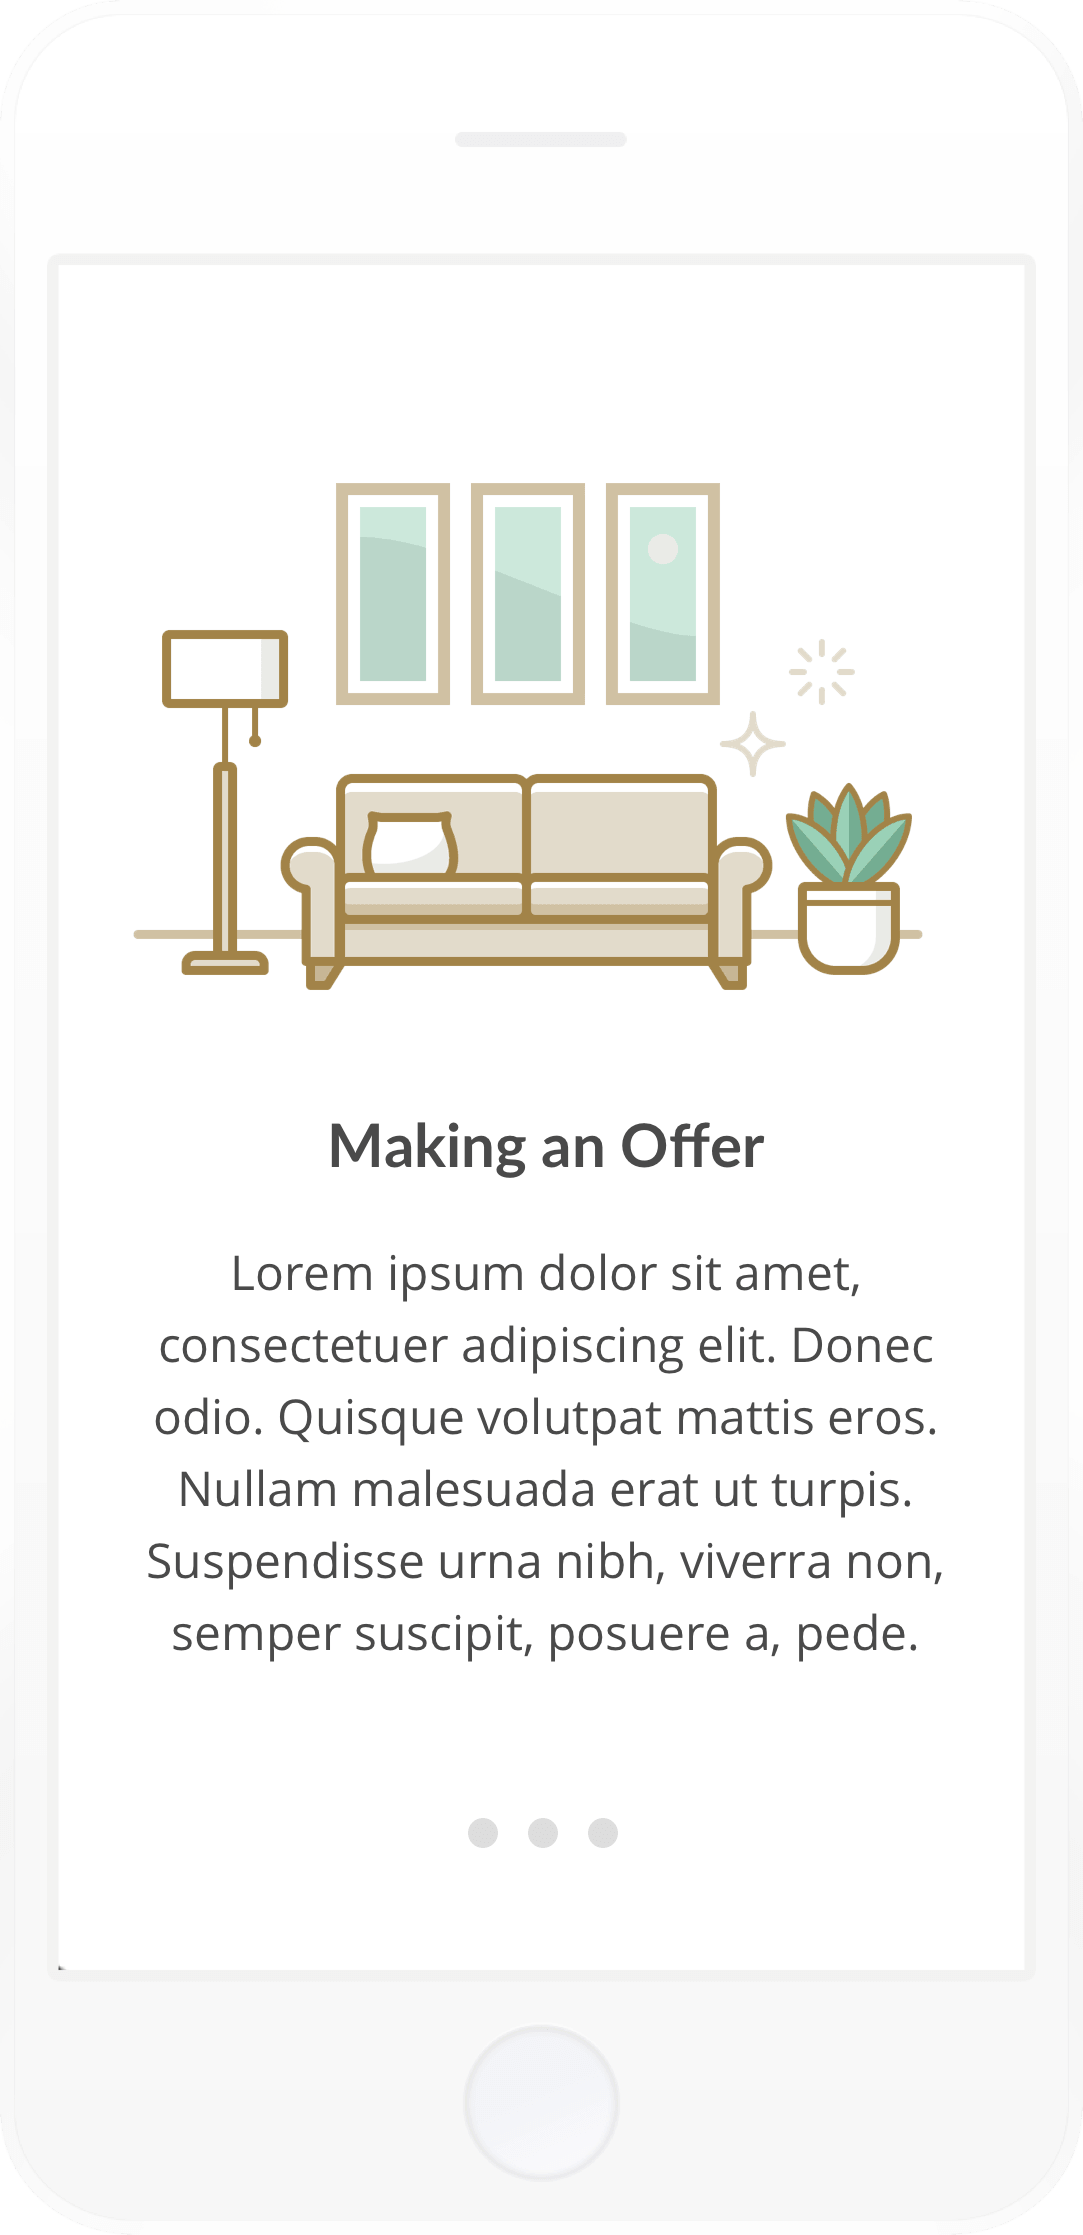 Making an Offer
Lorem ipsum dolor sit amet,
consectetuer adipiscing elit. Donec
odio. Quisque volutpat mattis eros.
Nullam malesuada erat ut turpis.
Suspendisse urna nibh, viverra non,
semper suscipit, posuere a, pede.